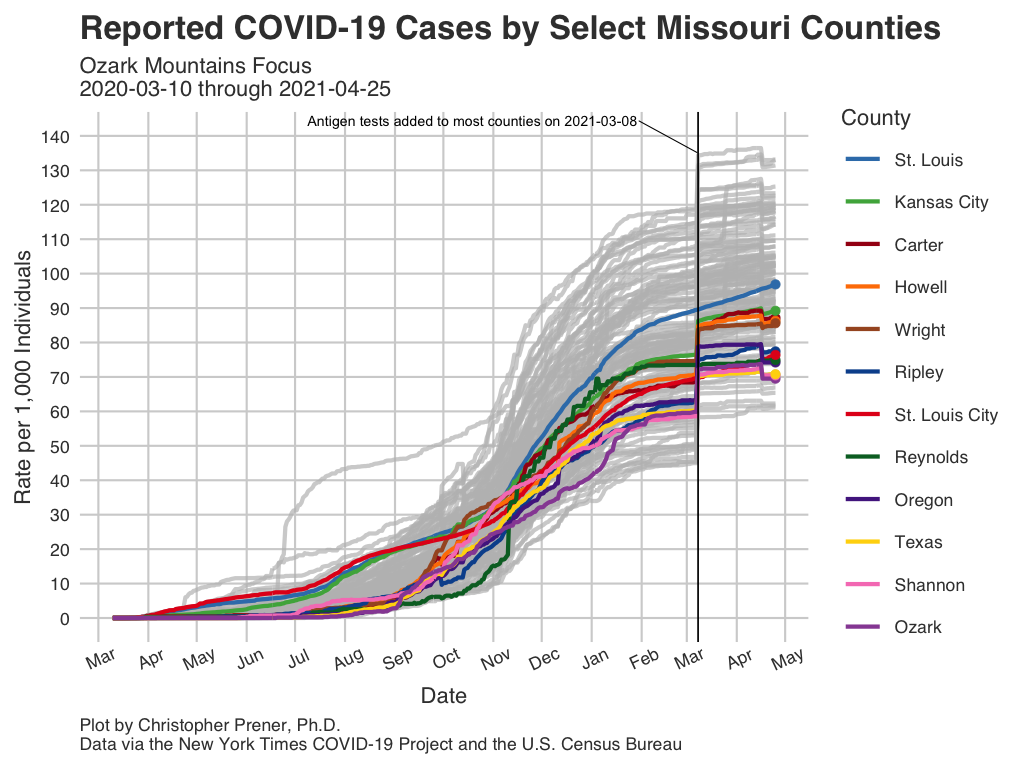 Reported COVID-19 Cases by Select Missouri Counties
Ozark Mountains Focus
2020-03-10 through 2021-04-25
Antigen tests added to most counties on 2021-03-08
Rate per 1,000 Individuals
140
130
120
110
100
90
80
70
60
50
40
30
20
10
0
Mar
Apr
May
Jun
Jul
Aug
Sep
Oct
Nov
Dec
Jan
Feb
Mar
Apr
May
Date
County
St. Louis
Kansas City
Carter
Howell
Wright
Ripley
St. Louis City
Reynolds
Oregon
Texas
Shannon
Ozark
Plot by Christopher Prener, Ph.D.
Data via the New York Times COVID-19 Project and the U.S. Census Bureau